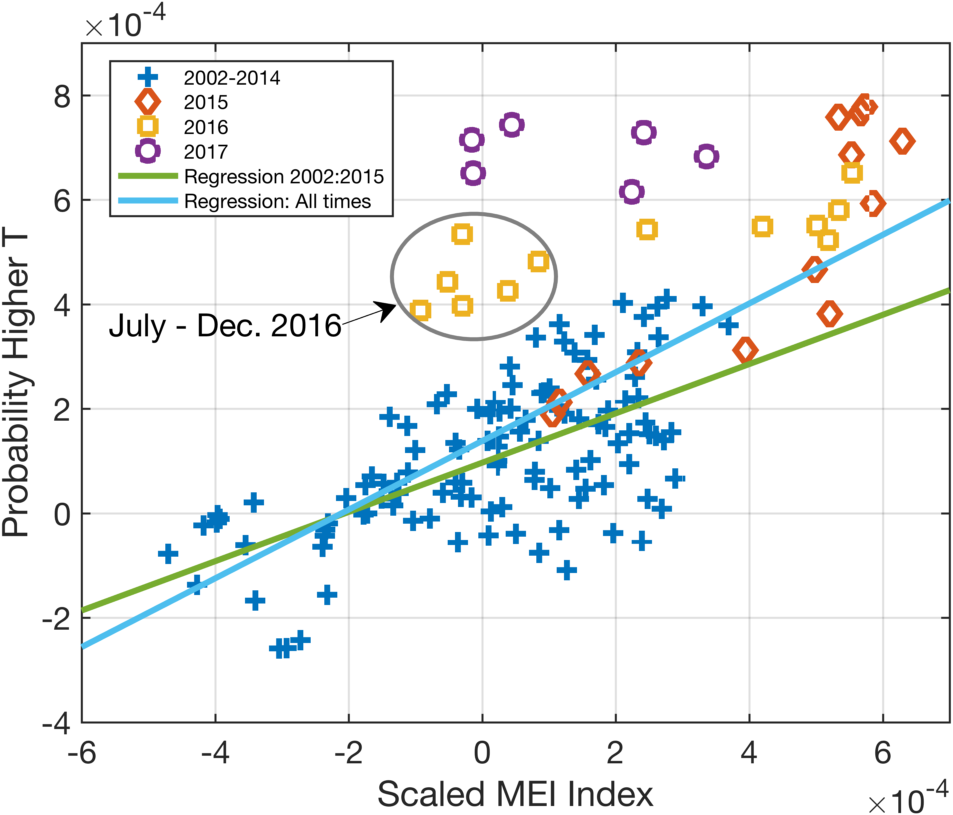 ×10⁻⁴
8
6
4
2
0
-2
-4
Probability Higher T
2002-2014
2015
2016
2017
Regression 2002:2015
Regression: All times
July - Dec. 2016
-6 -4 -2 0 2 4 6
Scaled MEI Index
×10⁻⁴